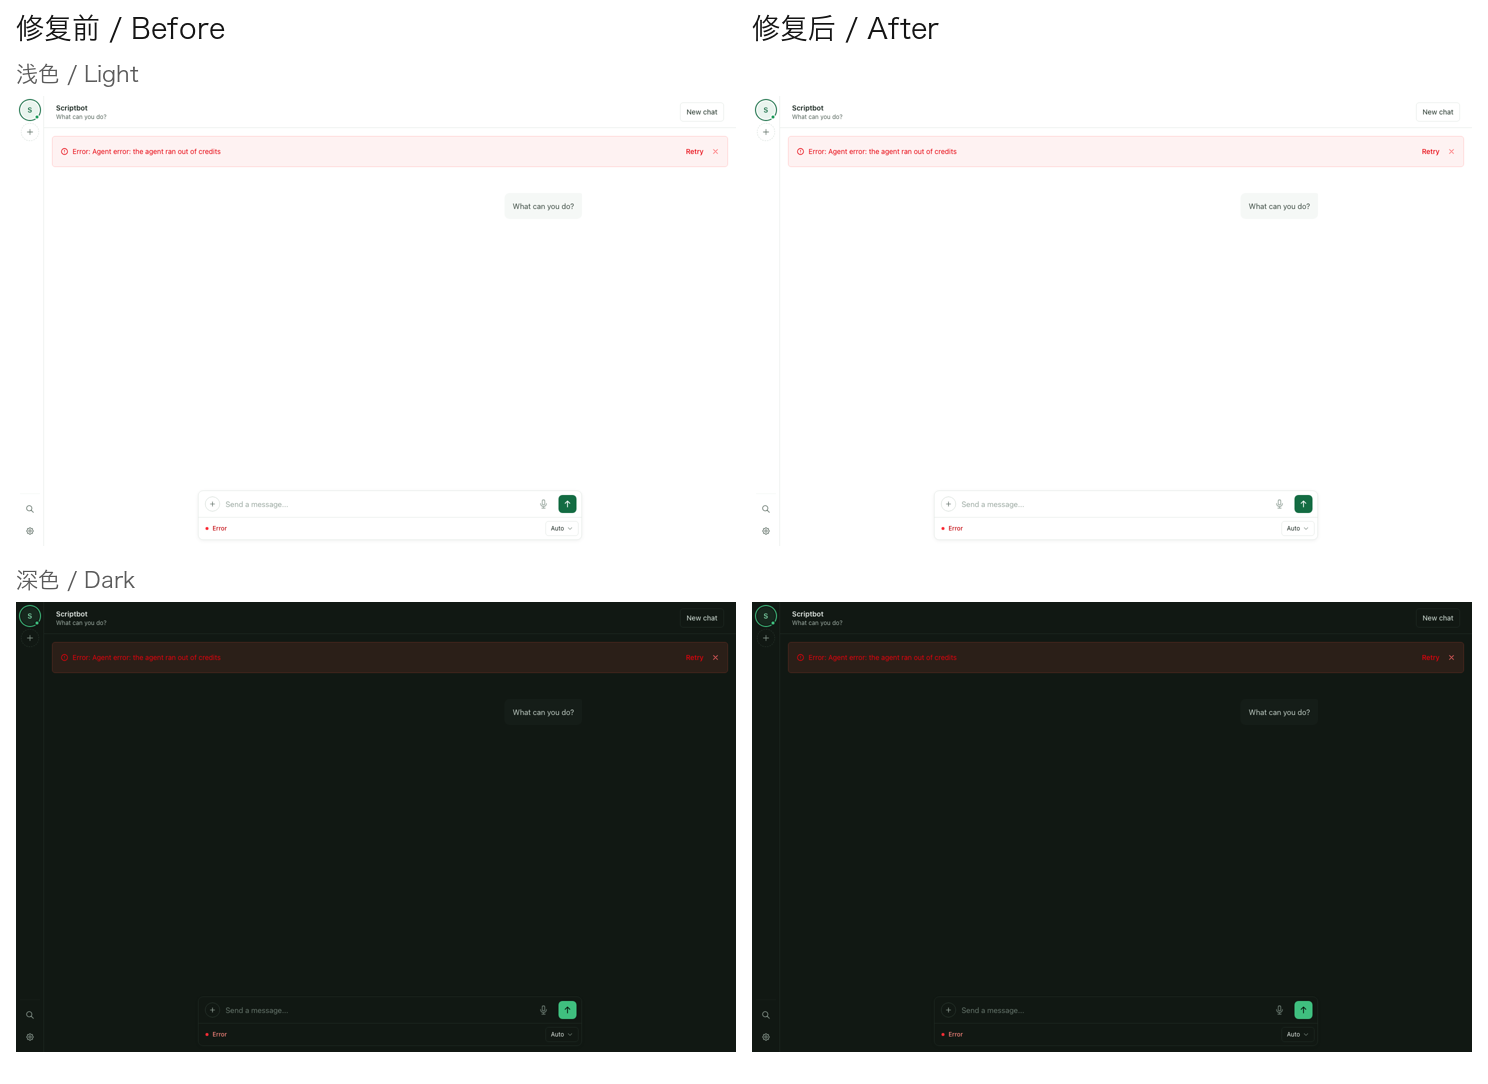 修复前 / Before
修复后 / After
浅色 / Light
S
Scriptbot
What can you do?
New chat
Error: Agent error: the agent ran out of credits
Retry
What can you do?
Send a message...
Error
Auto
S
Scriptbot
What can you do?
New chat
Error: Agent error: the agent ran out of credits
Retry
What can you do?
Send a message...
Error
Auto
深色 / Dark
S
Scriptbot
What can you do?
New chat
Error: Agent error: the agent ran out of credits
Retry
What can you do?
Send a message...
Error
Auto
S
Scriptbot
What can you do?
New chat
Error: Agent error: the agent ran out of credits
Retry
What can you do?
Send a message...
Error
Auto